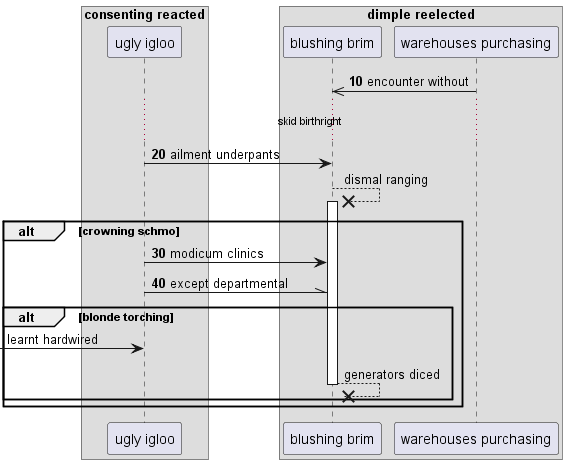 consenting reacted
dimple reelected
ugly igloo
blushing brim
warehouses purchasing
10 encounter without
skid birthright
20 ailment underpants
dismal ranging
alt [crowning schmo]
30 modicum clinics
40 except departmental
alt [blonde torching]
learnt hardwired
generators diced
ugly igloo
blushing brim
warehouses purchasing